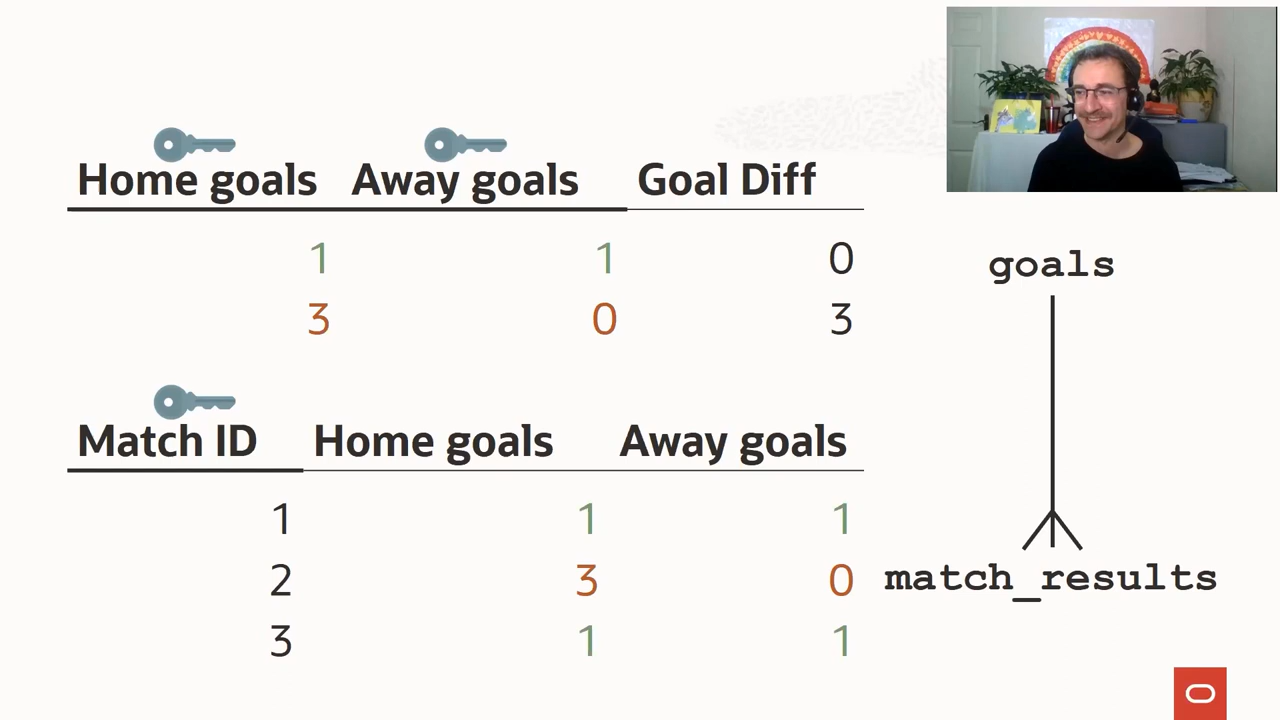 Home goals Away goals Goal Diff
1 1 0
3 0 3
goals
Match ID Home goals Away goals
1 1 1
2 3 0
match_results
3 1 1